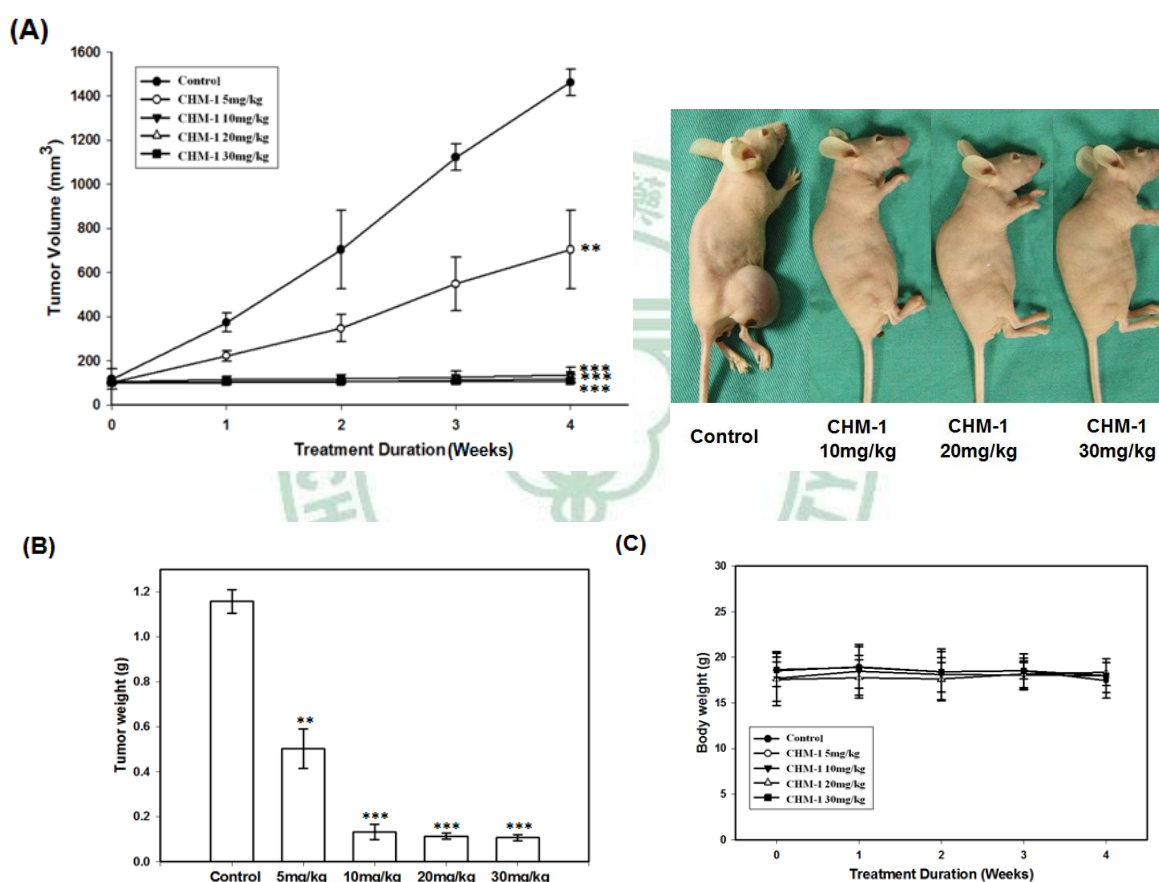 (A)
1600
1400
1200
1000
800
600
400
200
0
Tumor Volume (mm³)
Control
CHM-1 5mg/kg
CHM-1 10mg/kg
CHM-1 20mg/kg
CHM-1 30mg/kg
**
***
***
***
0 1 2 3 4
Treatment Duration (Weeks)
Control
CHM-1
10mg/kg
CHM-1
20mg/kg
CHM-1
30mg/kg
CH
TY
(B)
1.2
1.0
0.8
0.6
0.4
0.2
0.0
Tumor weight (g)
**
***
***
***
Control 5mg/kg 10mg/kg 20mg/kg 30mg/kg
(C)
30
25
20
15
10
5
0
Body weight (g)
Control
CHM-1 5mg/kg
CHM-1 10mg/kg
CHM-1 20mg/kg
CHM-1 30mg/kg
0 1 2 3 4
Treatment Duration (Weeks)